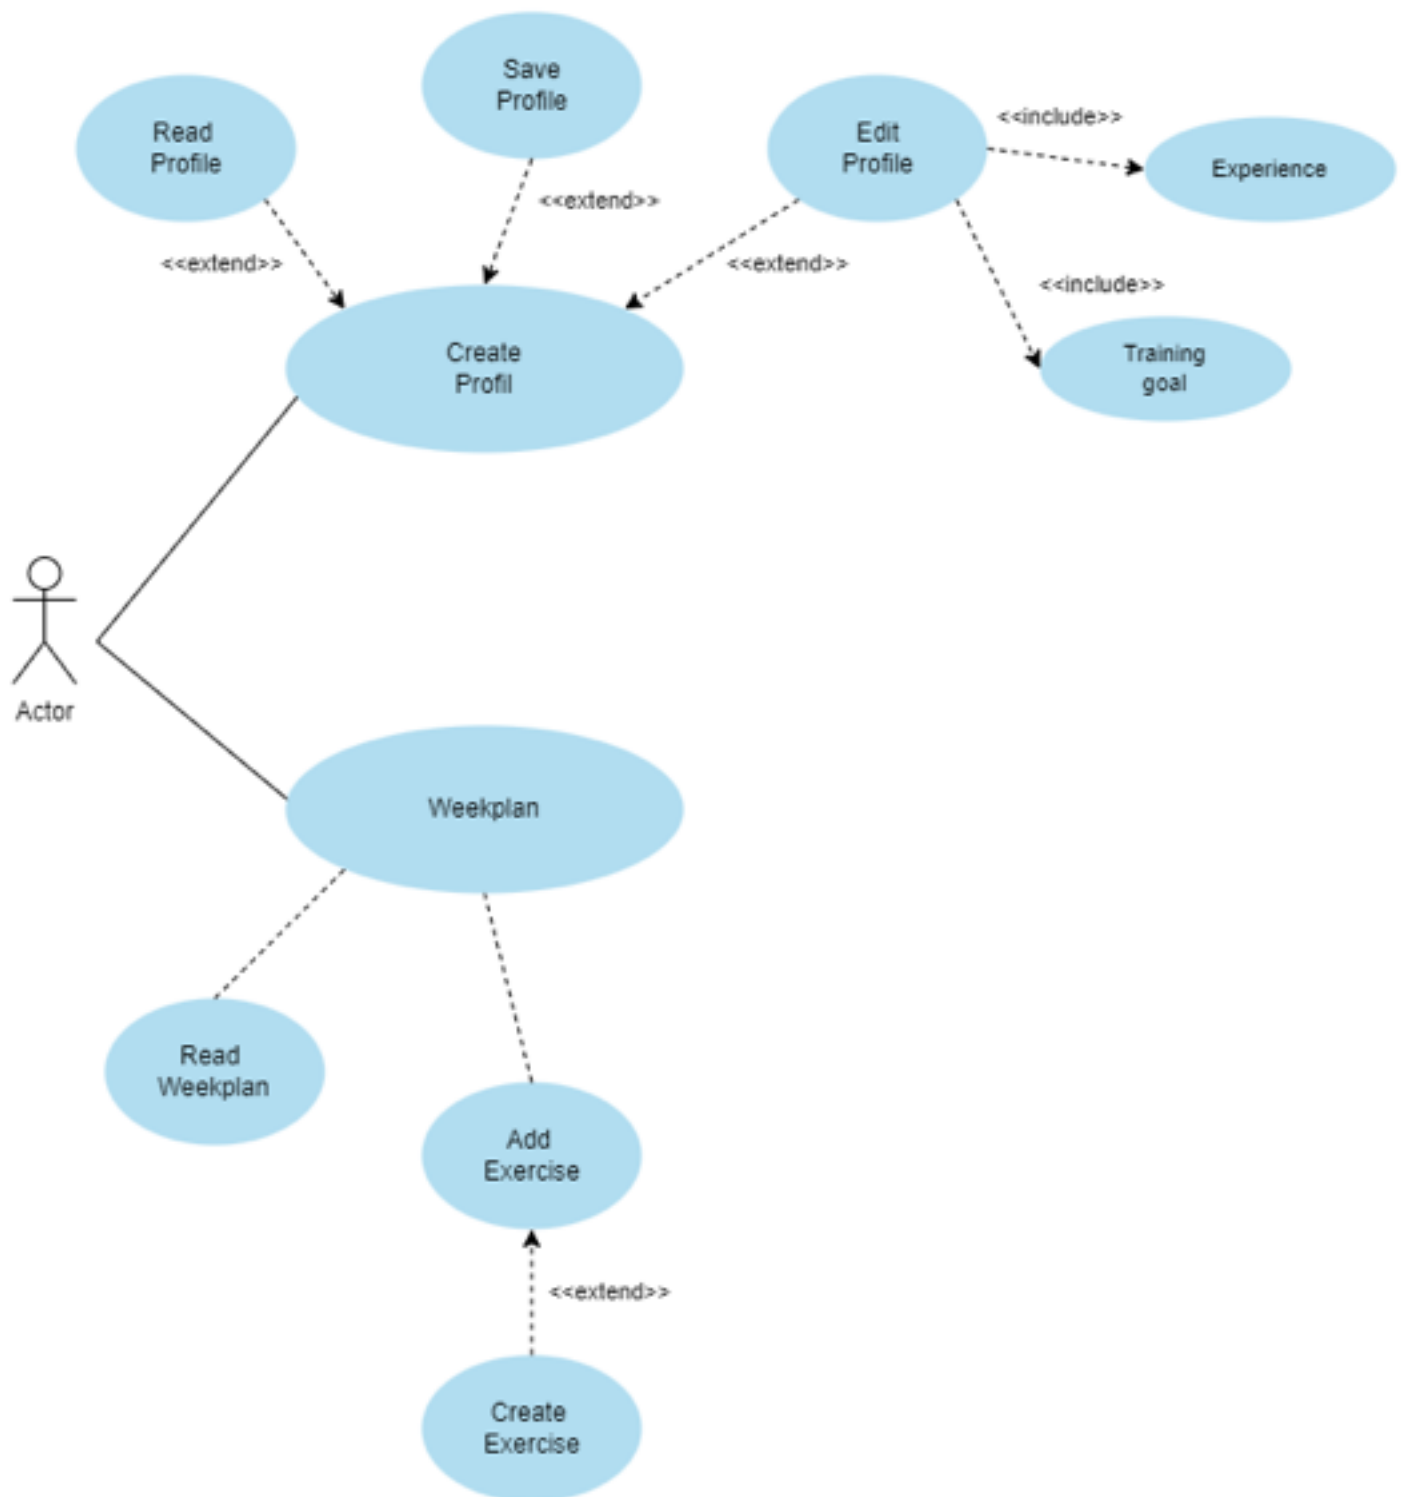 Save
Profile
Read
Profile
Edit
Profile
<<include>>
Experience
<<extend>>
<<extend>>
<<extend>>
<<include>>
Create
Profil
Training
goal
Actor
Weekplan
Read
Weekplan
Add
Exercise
<<extend>>
Create
Exercise